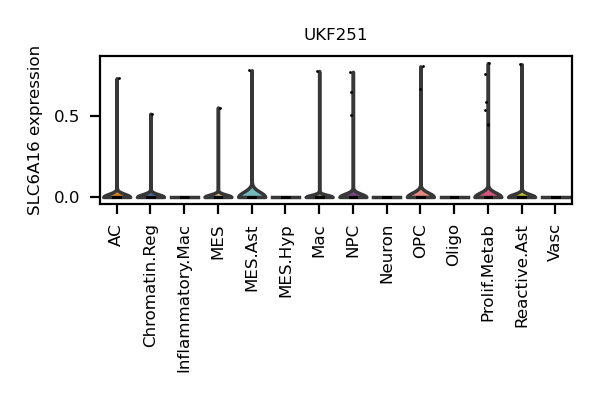 UKF251
SLC6A16 expression
0.5
0.0
AC
Chromatin.Reg
Inflammatory.Mac
MES
MES.Ast
MES.Hyp
Mac
NPC
Neuron
OPC
Oligo
Prolif.Metab
Reactive.Ast
Vasc